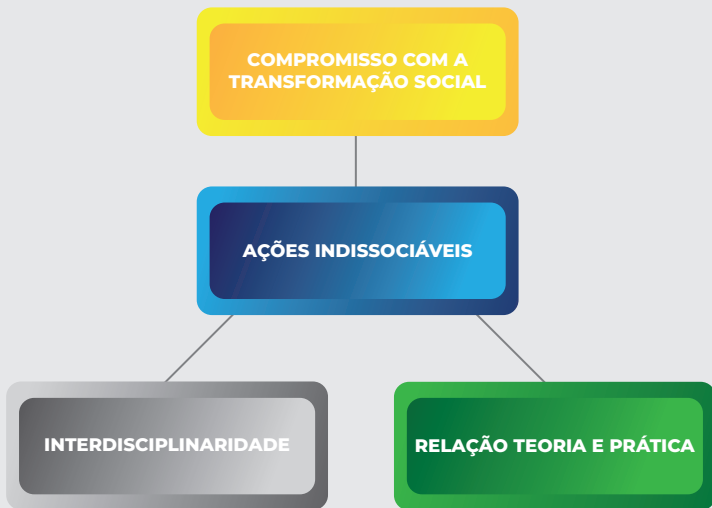 COMPROMISSO COM A
TRANSFORMAÇÃO SOCIAL
AÇÕES INDISSOCIÁVEIS
INTERDISCIPLINARIDADE
RELAÇÃO TEORIA E PRÁTICA